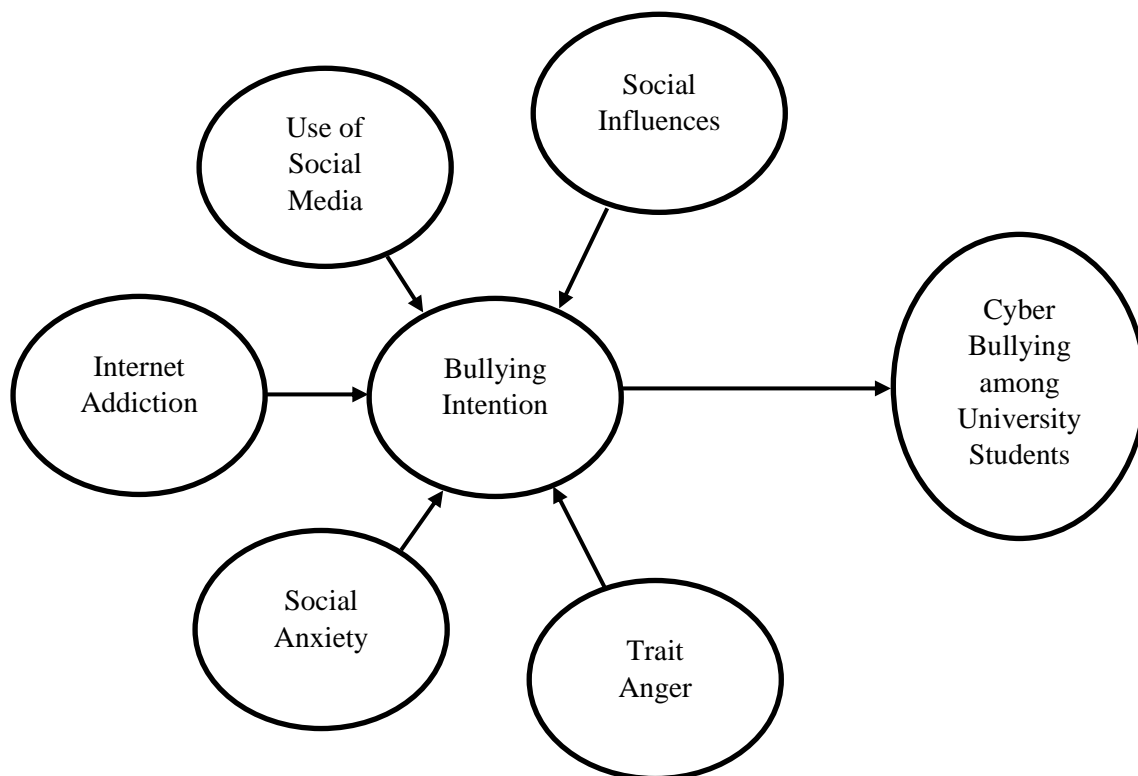 Social
Influences
Use of
Social
Media
Cyber
Bullying
among
University
Students
Internet
Addiction
Bullying
Intention
Social
Anxiety
Trait
Anger